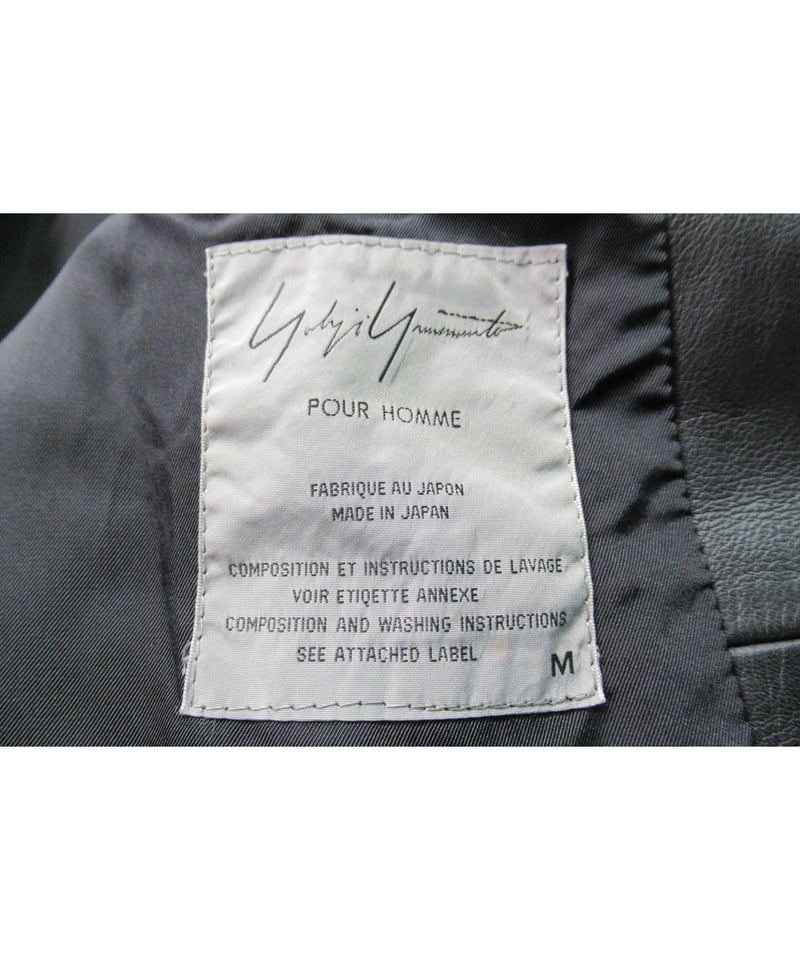 Yohji Yamamoto
POUR HOMME
FABRIQUE AU JAPON
MADE IN JAPAN
COMPOSITION ET INSTRUCTIONS DE LAVAGE
VOIR ETIQETTE ANNEXE
COMPOSITION AND WASHING INSTRUCTIONS
SEE ATTACHED LABEL
M